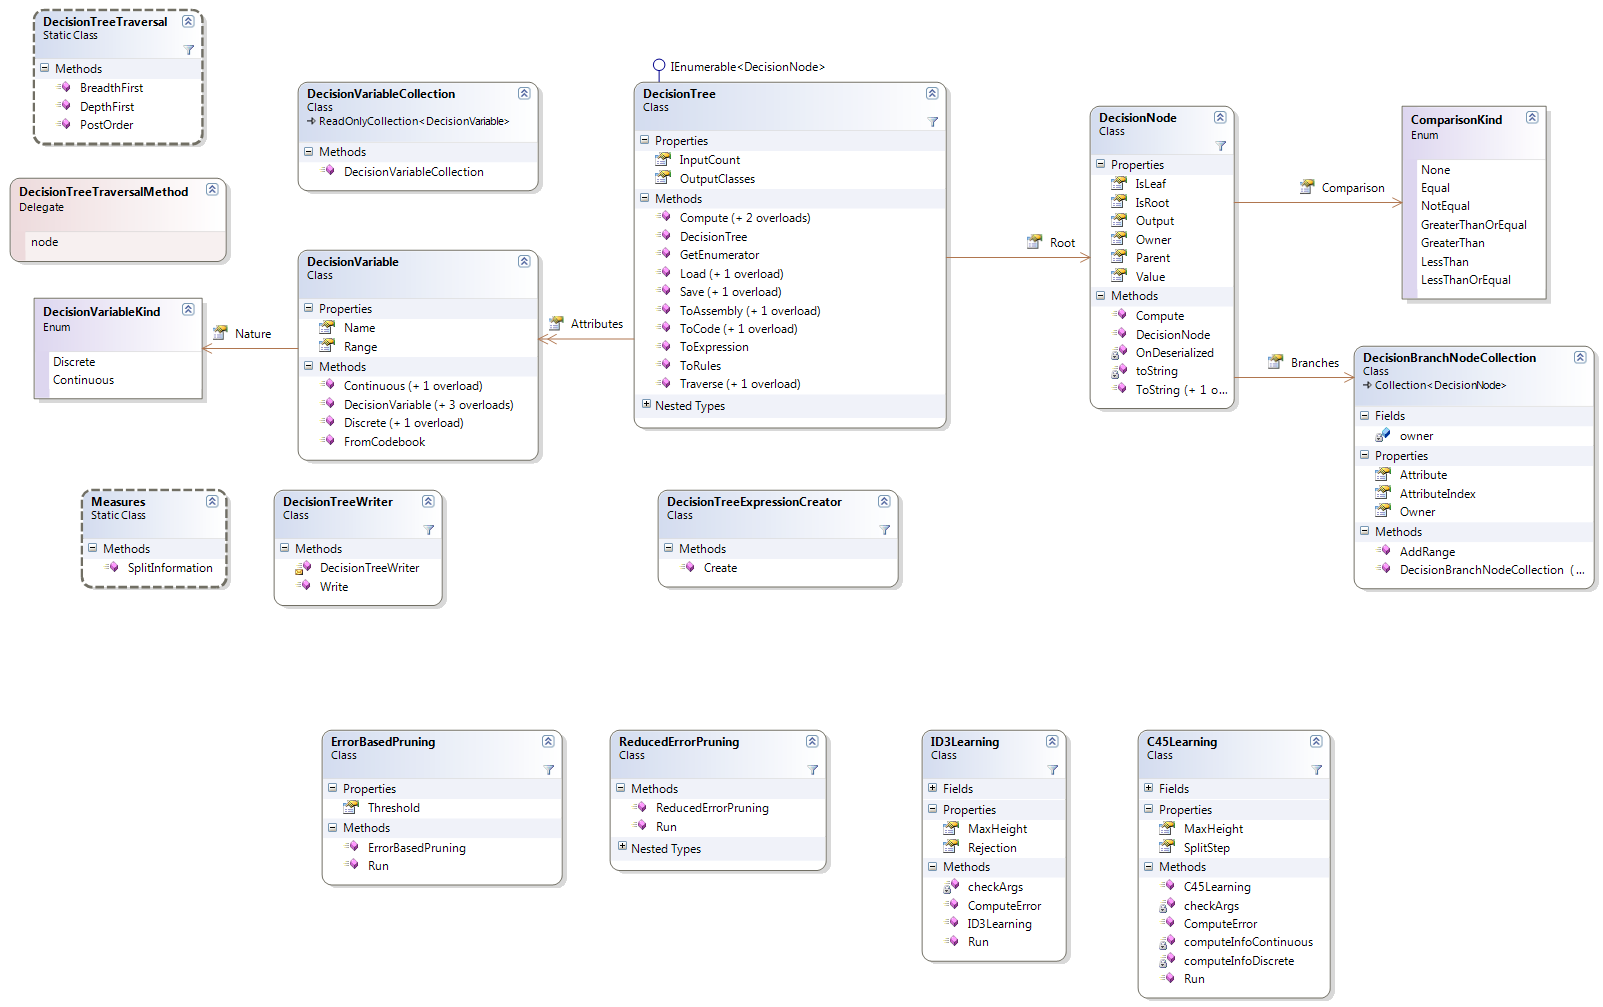 DecisionTreeTraversal
Static Class
Methods
BreadthFirst
DepthFirst
PostOrder
DecisionTreeTraversalMethod
Delegate
node
DecisionVariableKind
Enum
Discrete
Continuous
Nature
DecisionVariableCollection
Class
ReadOnlyCollection<DecisionVariable>
Methods
DecisionVariableCollection
DecisionVariable
Class
Properties
Name
Range
Methods
Continuous (+ 1 overload)
DecisionVariable (+ 3 overloads)
Discrete (+ 1 overload)
FromCodebook
Attributes
IEnumerable<DecisionNode>
DecisionTree
Class
Properties
InputCount
OutputClasses
Methods
Compute (+ 2 overloads)
DecisionTree
GetEnumerator
Load (+ 1 overload)
Save (+ 1 overload)
ToAssembly (+ 1 overload)
ToCode (+ 1 overload)
ToExpression
ToRules
Traverse (+ 1 overload)
Nested Types
Root
DecisionNode
Class
Properties
IsLeaf
IsRoot
Output
Owner
Parent
Value
Methods
Compute
DecisionNode
OnDeserialized
toString
ToString (+ 1 o...
Comparison
ComparisonKind
Enum
None
Equal
NotEqual
GreaterThanOrEqual
GreaterThan
LessThan
LessThanOrEqual
Branches
DecisionBranchNodeCollection
Class
Collection<DecisionNode>
Fields
owner
Properties
Attribute
AttributeIndex
Owner
Methods
AddRange
DecisionBranchNodeCollection (...
Measures
Static Class
Methods
SplitInformation
DecisionTreeWriter
Class
Methods
DecisionTreeWriter
Write
DecisionTreeExpressionCreator
Class
Methods
Create
ErrorBasedPruning
Class
Properties
Threshold
Methods
ErrorBasedPruning
Run
ReducedErrorPruning
Class
Methods
ReducedErrorPruning
Run
Nested Types
ID3Learning
Class
Fields
Properties
MaxHeight
Rejection
Methods
checkArgs
ComputeError
ID3Learning
Run
C45Learning
Class
Fields
Properties
MaxHeight
SplitStep
Methods
C45Learning
checkArgs
ComputeError
computeInfoContinuous
computeInfoDiscrete
Run